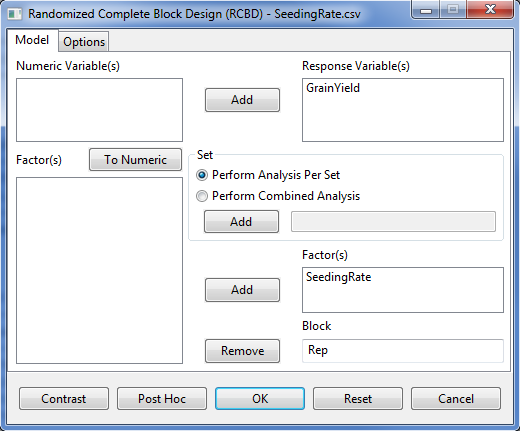 Randomized Complete Block Design (RCBD) - SeedingRate.csv
Model Options
Numeric Variable(s)
Response Variable(s)
Add
GrainYield
Factor(s) To Numeric
Set
Perform Analysis Per Set
Perform Combined Analysis
Add
Factor(s)
Add
SeedingRate
Block
Remove
Rep
Contrast Post Hoc OK Reset Cancel